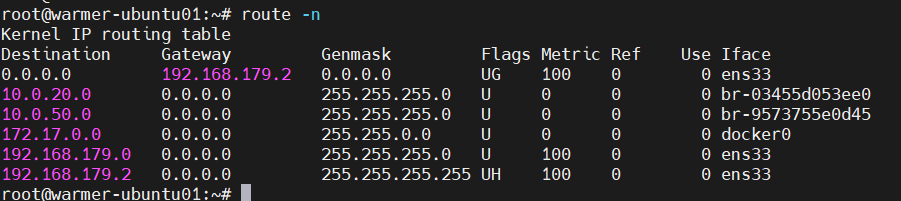 root@warmer-ubuntu01:~# route -n
Kernel IP routing table
Destination     Gateway         Genmask         Flags Metric Ref    Use Iface
0.0.0.0         192.168.179.2   0.0.0.0         UG    100    0        0 ens33
10.0.20.0       0.0.0.0         255.255.255.0   U     0      0        0 br-03455d053ee0
10.0.50.0       0.0.0.0         255.255.255.0   U     0      0        0 br-9573755e0d45
172.17.0.0      0.0.0.0         255.255.0.0     U     0      0        0 docker0
192.168.179.0   0.0.0.0         255.255.255.0   U     100    0        0 ens33
192.168.179.2   0.0.0.0         255.255.255.255 UH    100    0        0 ens33
root@warmer-ubuntu01:~#